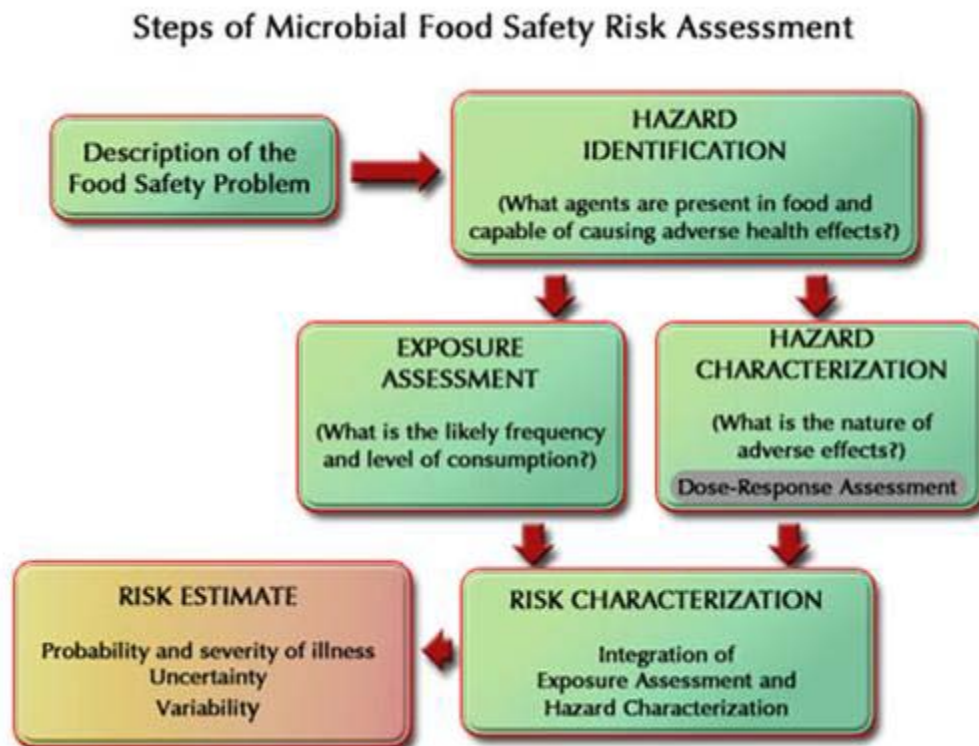 Steps of Microbial Food Safety Risk Assessment
Description of the
Food Safety Problem
HAZARD
IDENTIFICATION
(What agents are present in food and
capable of causing adverse health effects?)
EXPOSURE
ASSESSMENT
(What is the likely frequency
and level of consumption?)
HAZARD
CHARACTERIZATION
(What is the nature of
adverse effects?)
Dose-Response Assessment
RISK ESTIMATE
Probability and severity of illness
Uncertainty
Variability
RISK CHARACTERIZATION
Integration of
Exposure Assessment and
Hazard Characterization